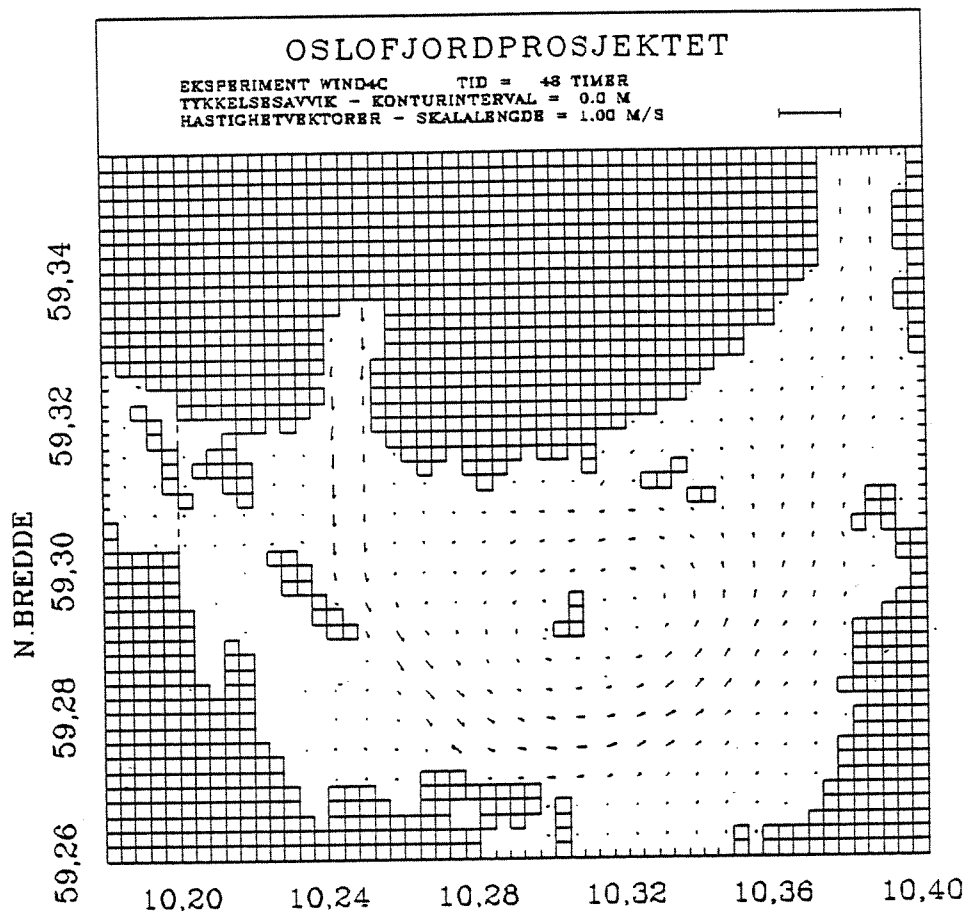 OSLOFJORDPROSJEKTET
EKSPERIMENT WIND4C TID = 48 TIMER
TYKKELSESAVVIK - KONTURINTERVAL = 0.0 M
HASTIGHETVEKTORER - SKALALENGDE = 1.00 M/S
N.BREDDE
59,34
59,32
59,30
59,28
59,26
10,20 10,24 10,28 10,32 10,36 10,40